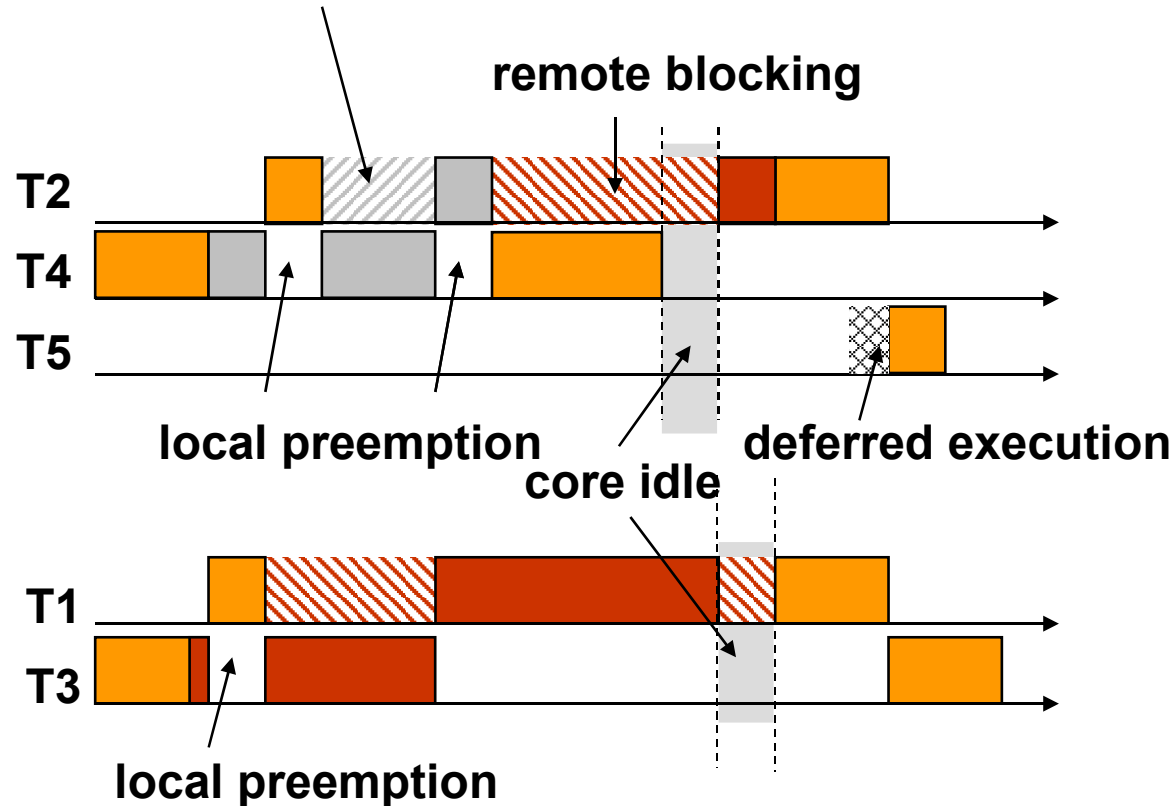 remote blocking
T2
T4
T5
local preemption
deferred execution
core idle
T1
T3
local preemption